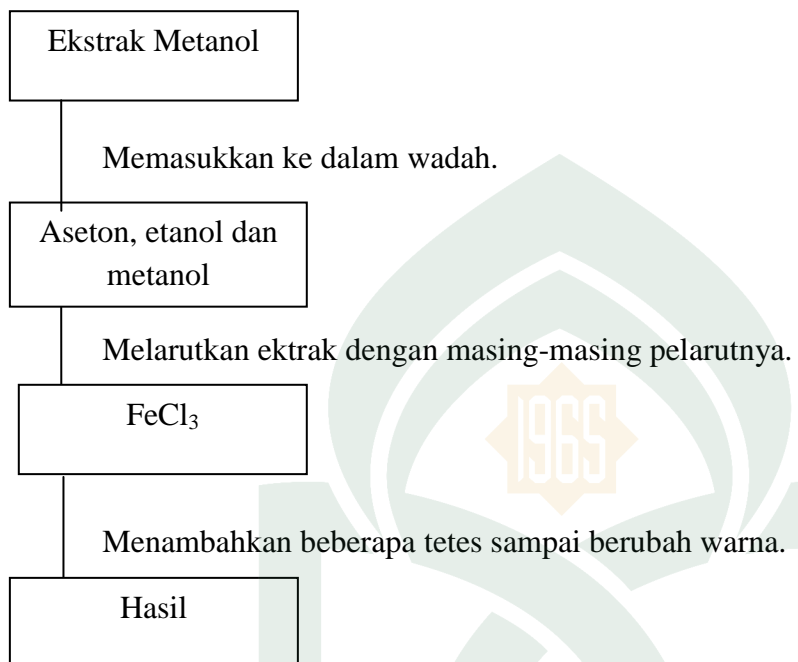 Ekstrak Metanol
Memasukkan ke dalam wadah.
Aseton, etanol dan
metanol
Melarutkan ektrak dengan masing-masing pelarutnya.
FeCl₃
1965
Menambahkan beberapa tetes sampai berubah warna.
Hasil